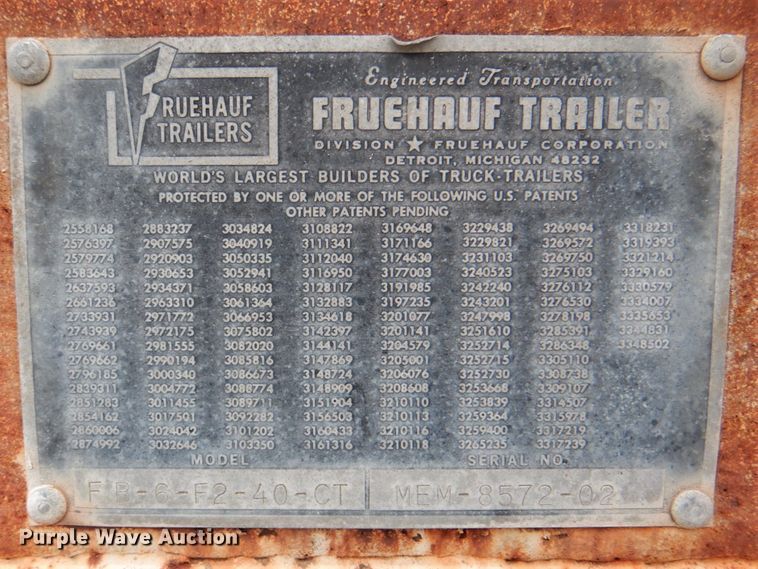 FRUEHAUF
TRAILERS
Engineered Transportation
FRUEHAUF TRAILER
DIVISION ★ FRUEHAUF CORPORATION
DETROIT, MICHIGAN 48232
WORLD'S LARGEST BUILDERS OF TRUCK-TRAILERS
PROTECTED BY ONE OR MORE OF THE FOLLOWING U.S. PATENTS
OTHER PATENTS PENDING
2558168 2883237 3034824 3108822 3169648 3229438 3269494 3318231
2576397 2907575 3040919 3111341 3171166 3229821 3269572 3319393
2579774 2920903 3050335 3112040 3174630 3231103 3269750 3321214
2583643 2930653 3052941 3116950 3177003 3240523 3275103 3329160
2637593 2934371 3058603 3128117 3191985 3242240 3276112 3330579
2661236 2963310 3061364 3132883 3197235 3243201 3276530 3334007
2733931 2971772 3066953 3134618 3201077 3247998 3278198 3335653
2743939 2972175 3075802 3142397 3201141 3251610 3285391 3344831
2769661 2981555 3082020 3144141 3204579 3252714 3286348 3348502
2769662 2990194 3085816 3147869 3205001 3252715 3305110
2796185 3000340 3086673 3148724 3206076 3252730 3308738
2839311 3004772 3088774 3148909 3208608 3253668 3309107
2851283 3011455 3089711 3151904 3210110 3253839 3314507
2854162 3017501 3092282 3156503 3210113 3259364 3315978
2860006 3024042 3101202 3160433 3210116 3259400 3317219
2874992 3032646 3103350 3161316 3210118 3265235 3317239
MODEL SERIAL NO.
FB-6-F2-40-CT MEM-8572-02
Purple Wave Auction